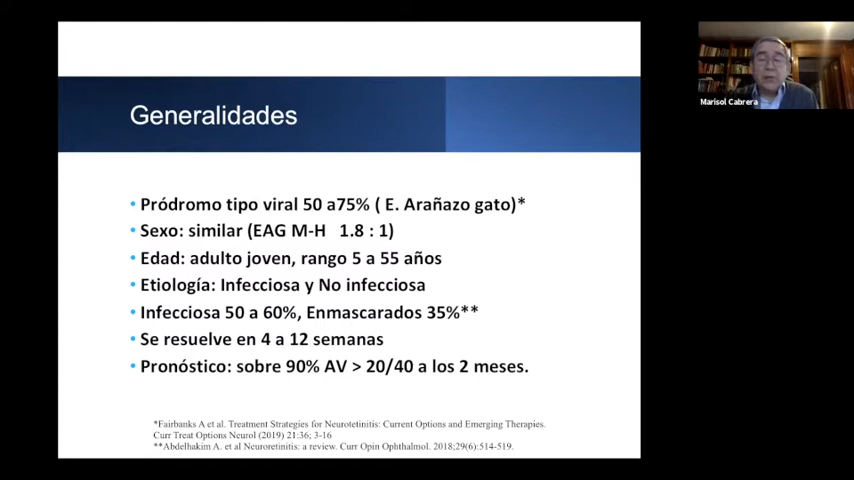 Generalidades
Marisol Cabrera
• Pródromo tipo viral 50 a75% ( E. Arañazo gato)*
• Sexo: similar (EAG M-H 1.8 : 1)
• Edad: adulto joven, rango 5 a 55 años
• Etiología: Infecciosa y No infecciosa
• Infecciosa 50 a 60%, Enmascarados 35%**
• Se resuelve en 4 a 12 semanas
• Pronóstico: sobre 90% AV > 20/40 a los 2 meses.
*Fairbanks A et al. Treatment Strategies for Neurotetinitis: Current Options and Emerging Therapies.
Curr Treat Options Neurol (2019) 21:36; 3-16
**Abdelhakim A. et al Neuroretinitis: a review. Curr Opin Ophthalmol. 2018;29(6):514-519.